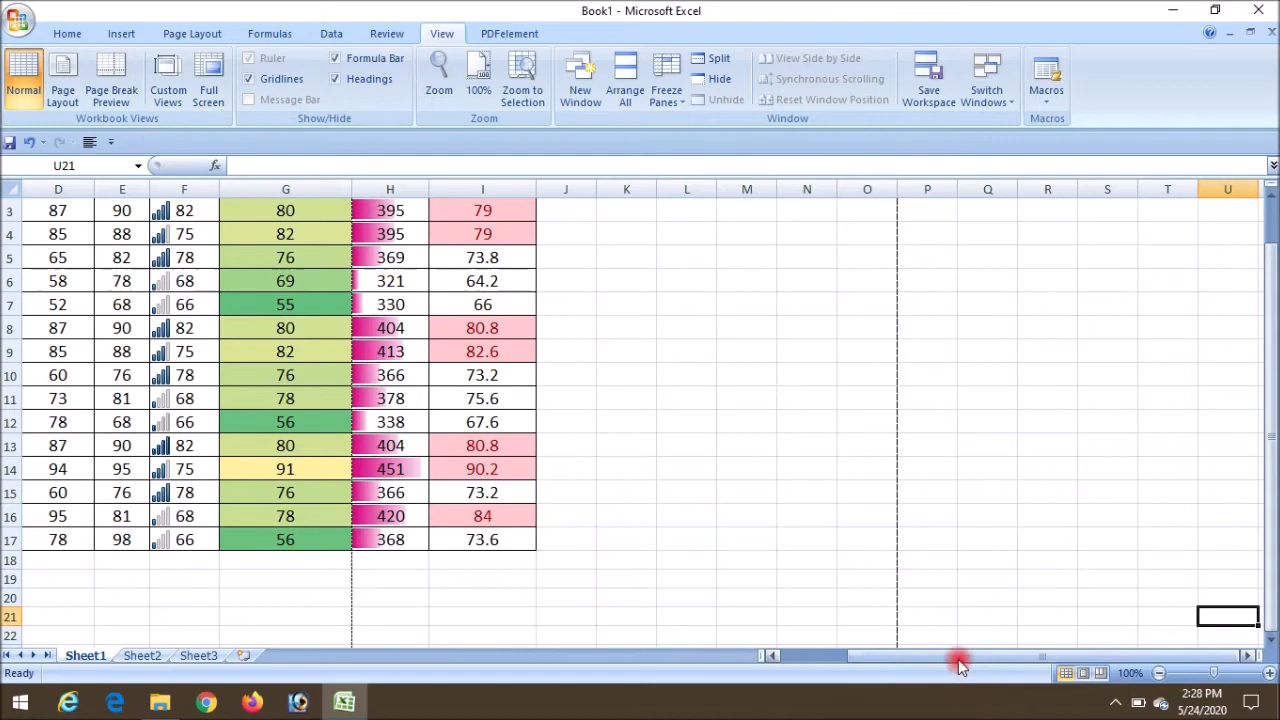 Book1 - Microsoft Excel
Home Insert Page Layout Formulas Data Review View PDFelement
Normal
Page Layout
Page Break Preview
Custom Views
Full Screen
Workbook Views
Ruler
Gridlines
Message Bar
Formula Bar
Headings
Show/Hide
Zoom
100%
Zoom to Selection
Zoom
New Window
Arrange All
Freeze Panes
Split
Hide
Unhide
View Side by Side
Synchronous Scrolling
Reset Window Position
Save Workspace
Switch Windows
Window
Macros
Macros
U21
fx
D E F G H I J K L M N O P Q R S T U
3 87 90 82 80 395 79
4 85 88 75 82 395 79
5 65 82 78 76 369 73.8
6 58 78 68 69 321 64.2
7 52 68 66 55 330 66
8 87 90 82 80 404 80.8
9 85 88 75 82 413 82.6
10 60 76 78 76 366 73.2
11 73 81 68 78 378 75.6
12 78 68 66 56 338 67.6
13 87 90 82 80 404 80.8
14 94 95 75 91 451 90.2
15 60 76 78 76 366 73.2
16 95 81 68 78 420 84
17 78 98 66 56 368 73.6
18
19
20
21
22
Sheet1 Sheet2 Sheet3
Ready 100%
2:28 PM
5/24/2020